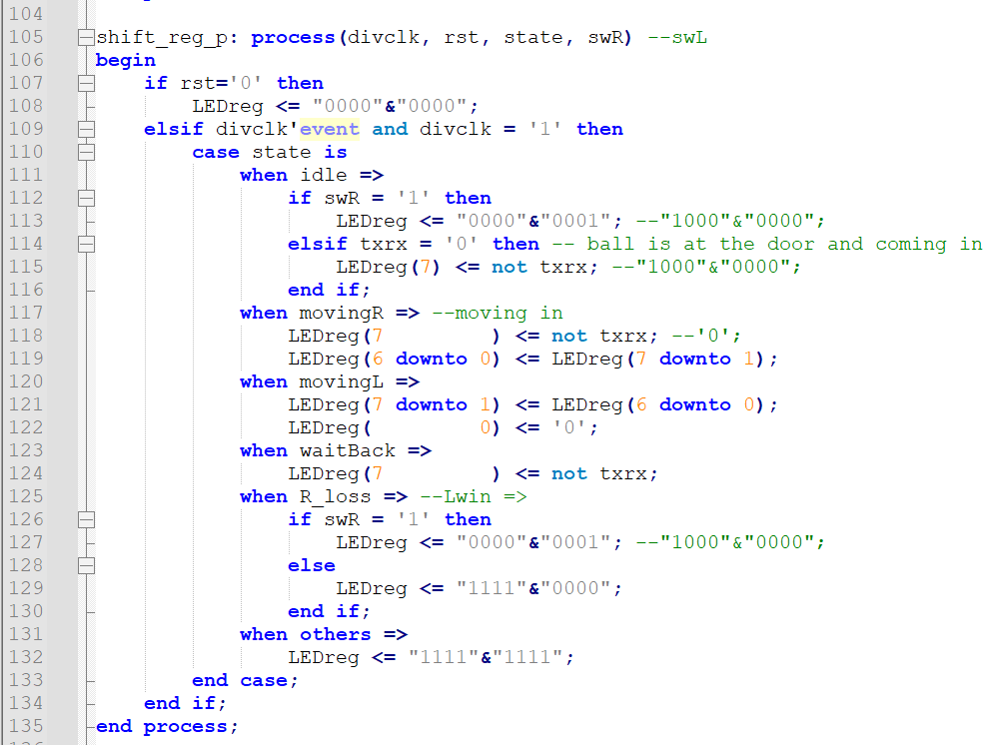 104
105 shift_reg_p: process(divclk, rst, state, swR) --swL
106 begin
107     if rst='0' then
108         LEDreg <= "0000"&"0000";
109     elsif divclk'event and divclk = '1' then
110         case state is
111             when idle =>
112                 if swR = '1' then
113                     LEDreg <= "0000"&"0001"; --"1000"&"0000";
114                 elsif txrx = '0' then -- ball is at the door and coming in
115                     LEDreg(7) <= not txrx; --"1000"&"0000";
116                 end if;
117             when movingR => --moving in
118                 LEDreg(7         ) <= not txrx; --'0';
119                 LEDreg(6 downto 0) <= LEDreg(7 downto 1);
120             when movingL =>
121                 LEDreg(7 downto 1) <= LEDreg(6 downto 0);
122                 LEDreg(         0) <= '0';
123             when waitBack =>
124                 LEDreg(7         ) <= not txrx;
125             when R_loss => --Lwin =>
126                 if swR = '1' then
127                     LEDreg <= "0000"&"0001"; --"1000"&"0000";
128                 else
129                     LEDreg <= "1111"&"0000";
130                 end if;
131             when others =>
132                 LEDreg <= "1111"&"1111";
133         end case;
134     end if;
135 end process;